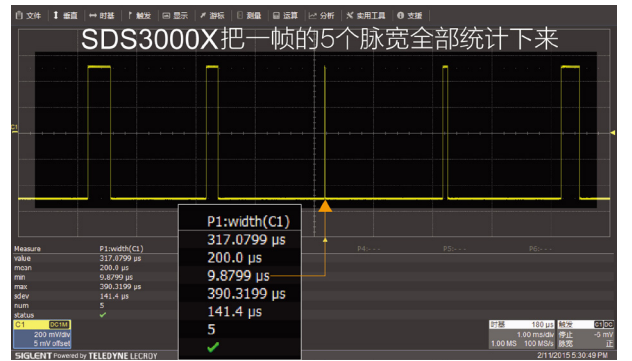 文件 垂直 时基 触发 显示 游标 测量 运算 分析 实用工具 支援
SDS3000X把一帧的5个脉宽全部统计下来
C1
P1:width(C1)
317.0799 µs
200.0 µs
9.8799 µs
390.3199 µs
141.4 µs
5
✓
Measure P1:width(C1) P4:- - - P5:- - - P6:- - -
value 317.0799 µs
mean 200.0 µs
min 9.8799 µs
max 390.3199 µs
sdev 141.4 µs
num 5
status ✓
C1 DC1M
200 mV/div
5 mV offset
时基 180 µs
1.00 ms/div
1.00 MS 100 MS/s
触发 C1 DC
停止 -5 mV
脉宽 正
SIGLENT Powered by TELEDYNE LECROY
2/11/2015 5:30:49 PM